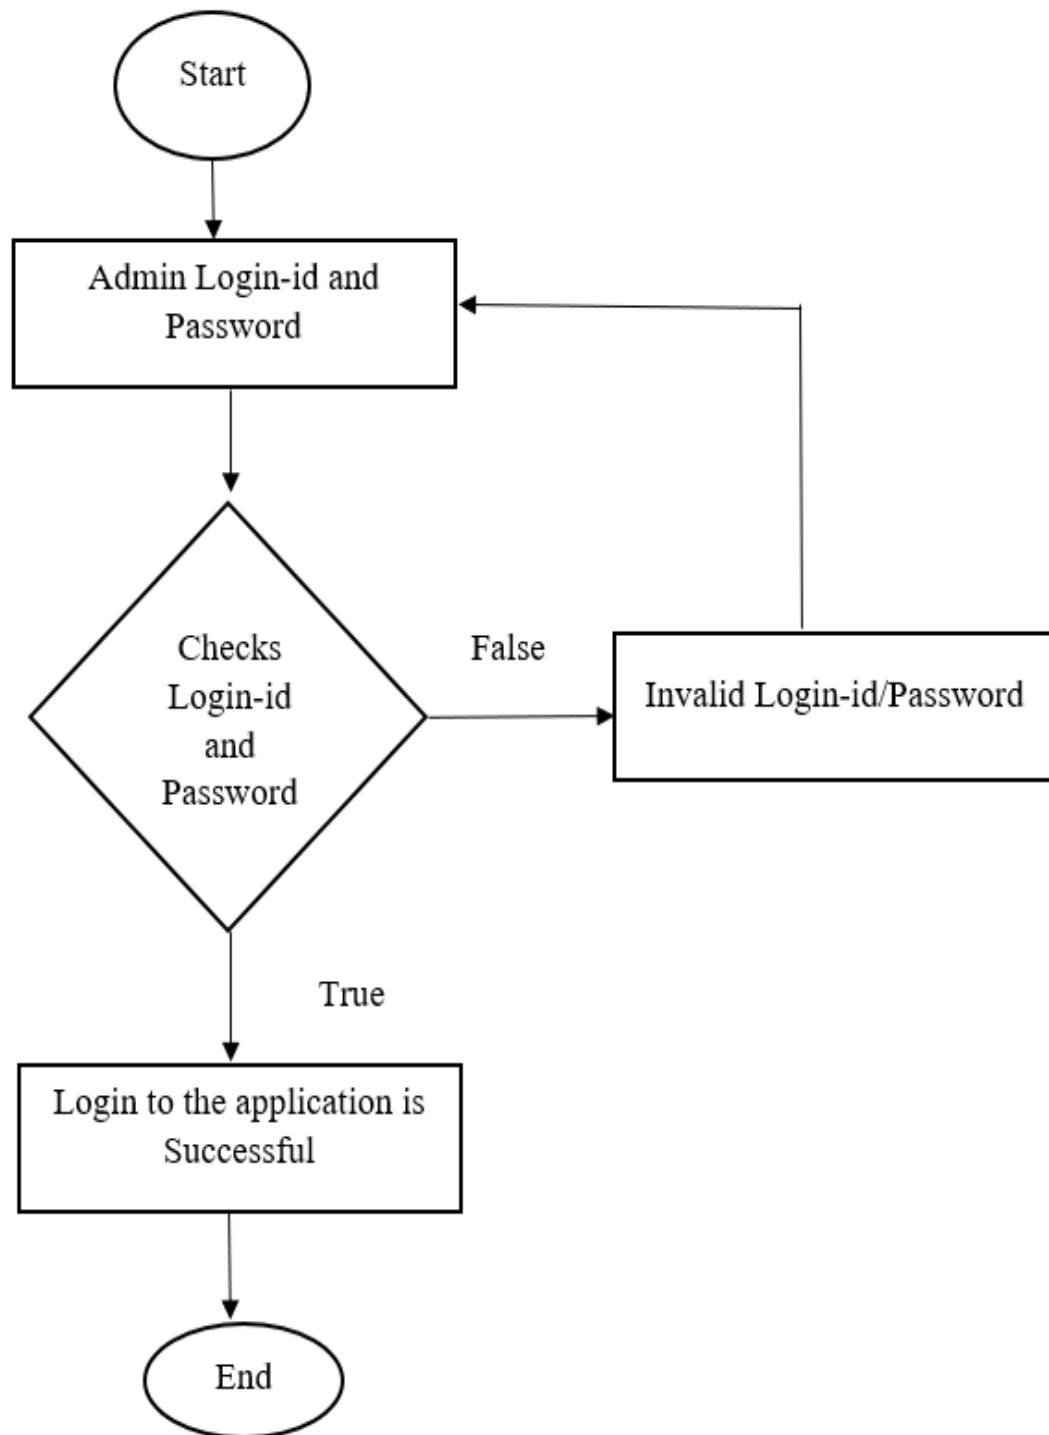 Start
Admin Login-id and
Password
Checks
Login-id
and
Password
False
Invalid Login-id/Password
True
Login to the application is
Successful
End